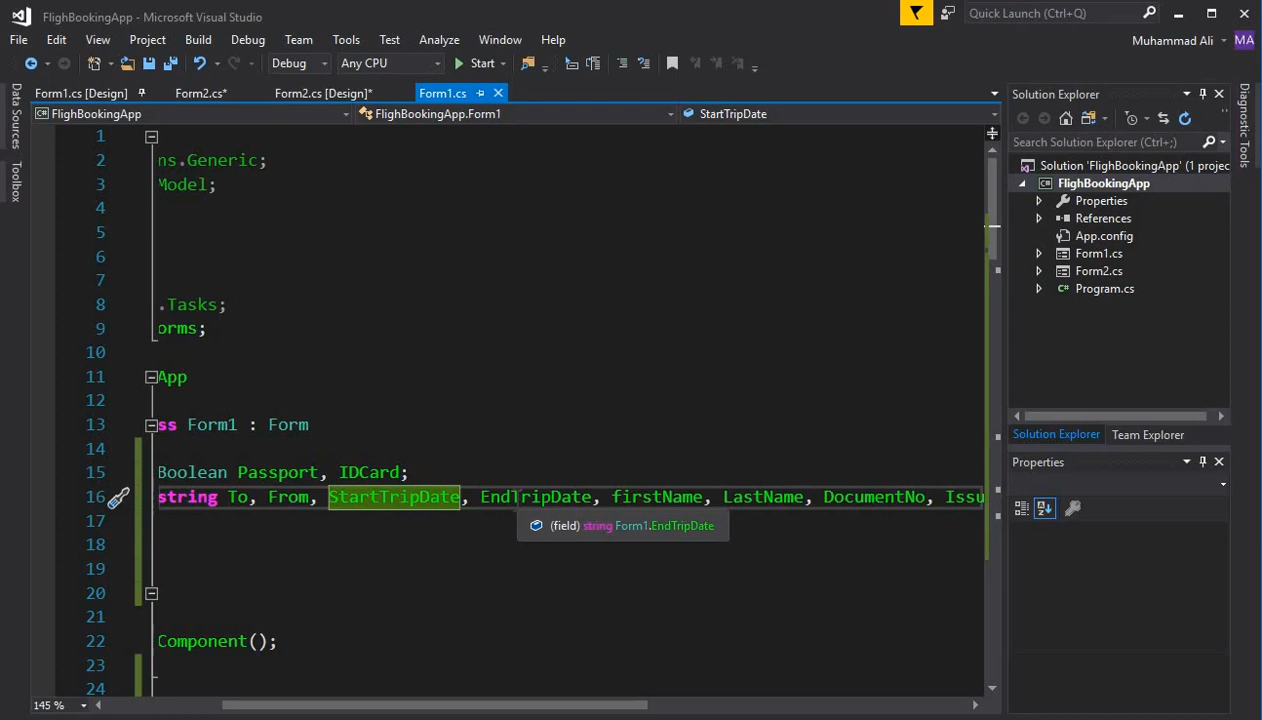 FlighBookingApp - Microsoft Visual Studio
Quick Launch (Ctrl+Q)
File Edit View Project Build Debug Team Tools Test Analyze Window Help
Muhammad Ali MA
Debug Any CPU Start
Form1.cs [Design] Form2.cs* Form2.cs [Design]* Form1.cs
FlighBookingApp FlighBookingApp.Form1 StartTripDate
Data Sources
Toolbox
1
2 ns.Generic;
3 Model;
4
5
6
7
8 .Tasks;
9 orms;
10
11 App
12
13 ss Form1 : Form
14
15 Boolean Passport, IDCard;
16 string To, From, StartTripDate, EndTripDate, firstName, LastName, DocumentNo, Issu
17
(field) string Form1.EndTripDate
18
19
20
21
22 Component();
23
24
145 %
Solution Explorer
Search Solution Explorer (Ctrl+;)
Solution 'FlighBookingApp' (1 projec
FlighBookingApp
Properties
References
App.config
Form1.cs
Form2.cs
C# Program.cs
Solution Explorer Team Explorer
Properties
Diagnostic Tools